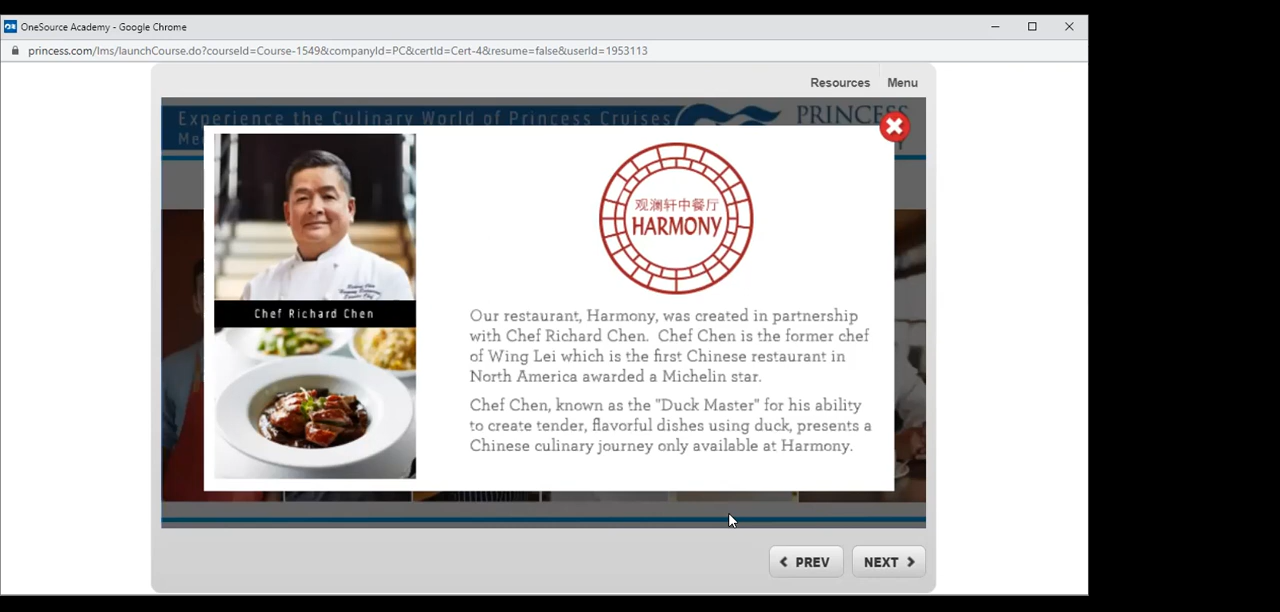 OneSource Academy - Google Chrome
princess.com/lms/launchCourse.do?courseId=Course-1549&companyId=PC&certId=Cert-4&resume=false&userId=1953113
Resources Menu
Experience the Culinary World of Princess Cruises
PRINCESS
观澜轩中餐厅
HARMONY
Chef Richard Chen
Our restaurant, Harmony, was created in partnership
with Chef Richard Chen. Chef Chen is the former chef
of Wing Lei which is the first Chinese restaurant in
North America awarded a Michelin star.
Chef Chen, known as the "Duck Master" for his ability
to create tender, flavorful dishes using duck, presents a
Chinese culinary journey only available at Harmony.
PREV
NEXT